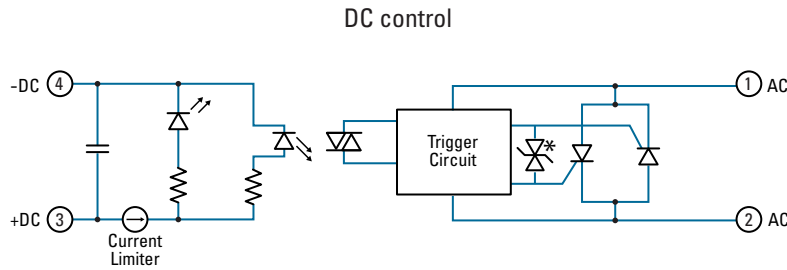 DC control
-DC 4
1 AC
Trigger
Circuit
*
+DC 3
2 AC
Current
Limiter